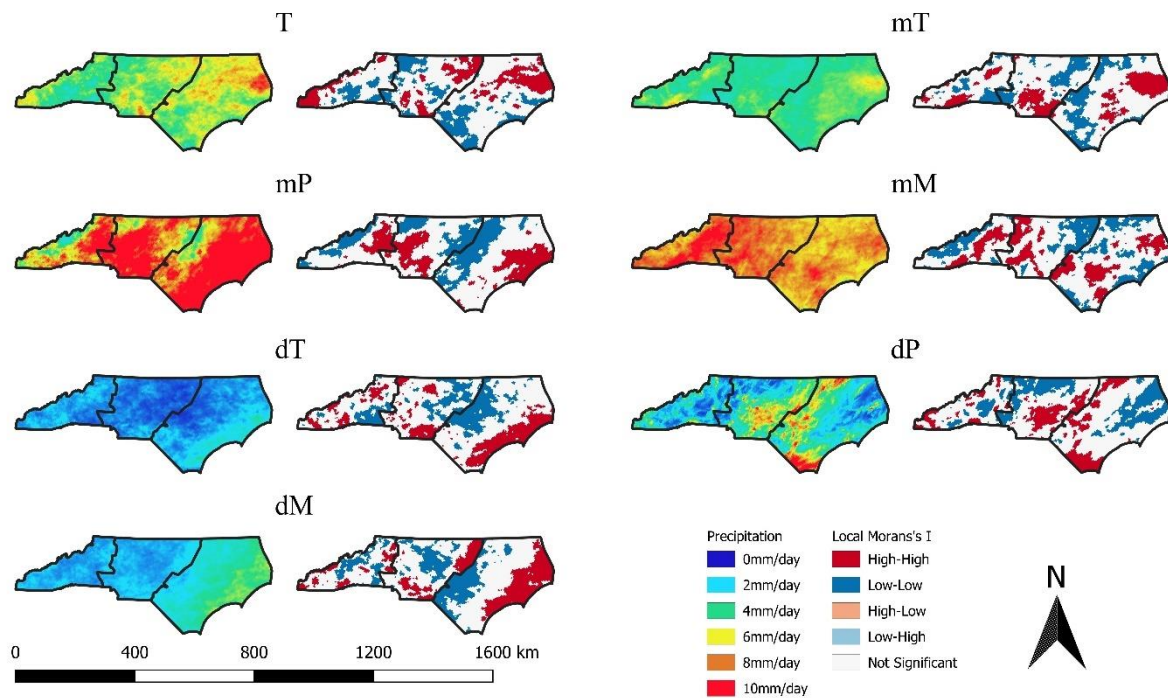 T
mT
mP
mM
dT
dP
dM
Precipitation
0mm/day
2mm/day
4mm/day
6mm/day
8mm/day
10mm/day
Local Morans's I
High-High
Low-Low
High-Low
Low-High
Not Significant
N
0 400 800 1200 1600 km